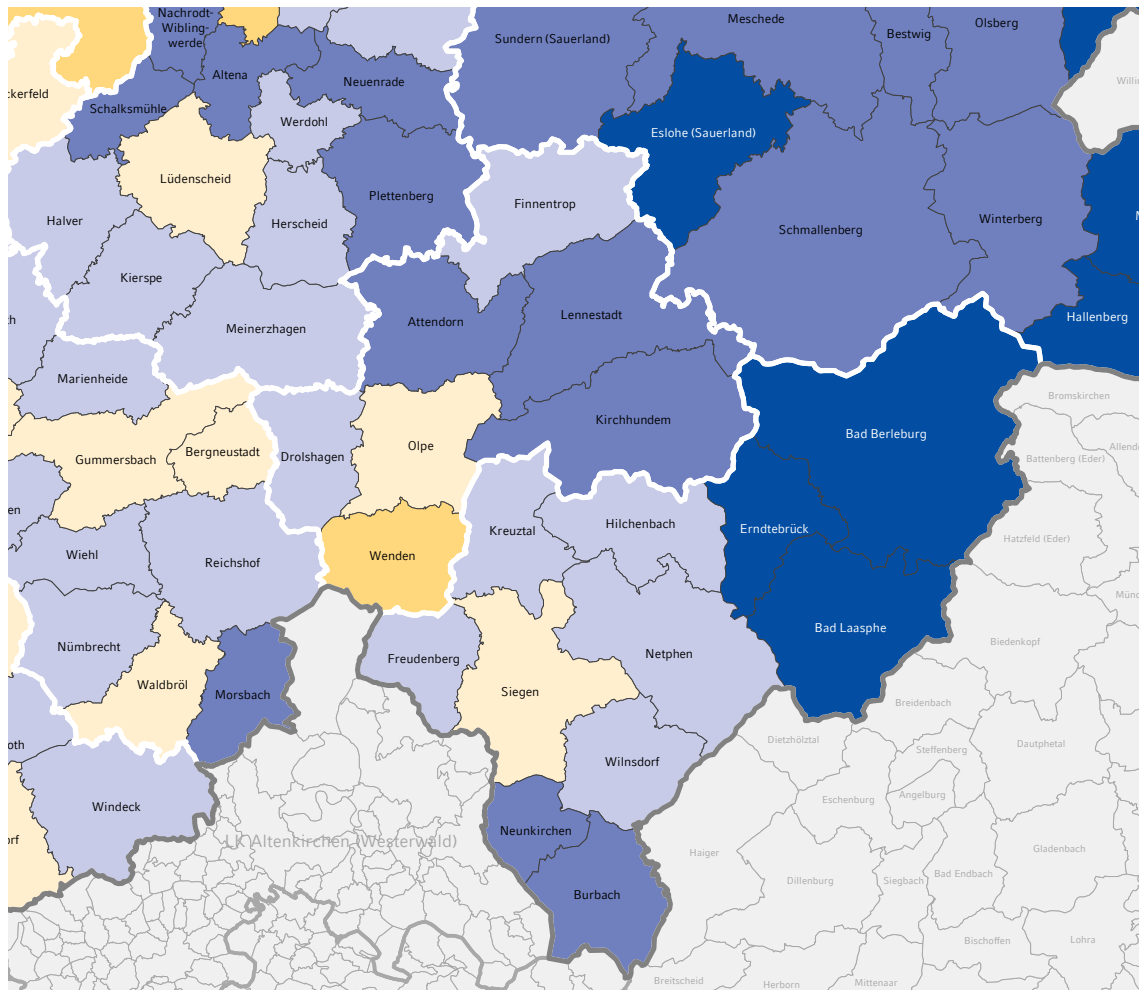 Nachrodt-
Wibling-
werde
Sundern (Sauerland)
Meschede
Bestwig
Olsberg
Altena
Neuenrade
ckerfeld
Schalksmühle
Werdohl
Eslohe (Sauerland)
Lüdenscheid
Plettenberg
Finnentrop
Halver
Herscheid
Schmallenberg
Winterberg
Kierspe
Meinerzhagen
Attendorn
Lennestadt
Hallenberg
Marienheide
Bromskirchen
Kirchhundem
Bad Berleburg
Olpe
Gummersbach
Bergneustadt
Drolshagen
Battenberg (Eder)
en
Kreuztal
Hilchenbach
Erndtebrück
Hatzfeld (Eder)
Wiehl
Reichshof
Wenden
Bad Laasphe
Biedenkopf
Nümbrecht
Freudenberg
Netphen
Waldbröl
Morsbach
Siegen
Breidenbach
Dietzhölztal
Steffenberg
Dautphetal
oth
Wilnsdorf
Angelburg
Eschenburg
Windeck
Neunkirchen
LK Altenkirchen (Westerwald)
Haiger
Gladenbach
Dillenburg
Siegbach
Bad Endbach
Burbach
Bischoffen
Lohra
Breitscheid
Herborn
Mittenaar